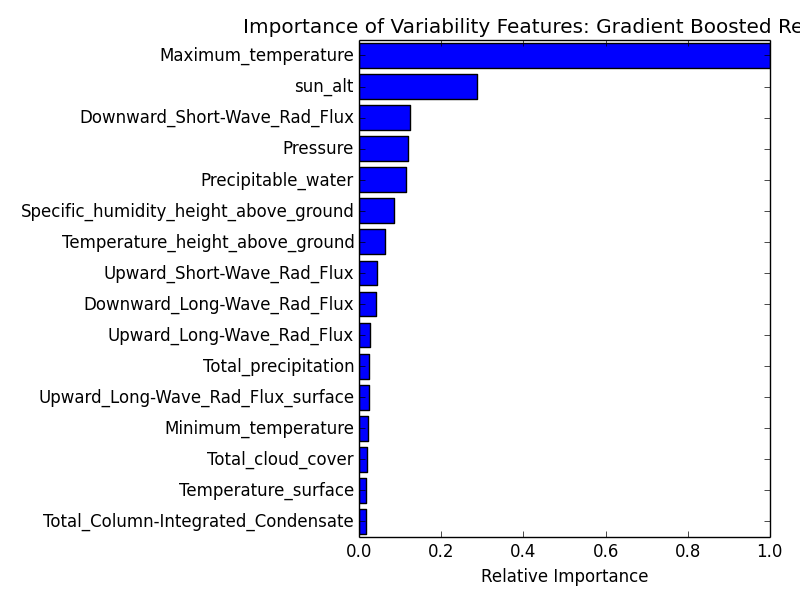 Importance of Variability Features: Gradient Boosted Re
Maximum_temperature
sun_alt
Downward_Short-Wave_Rad_Flux
Pressure
Precipitable_water
Specific_humidity_height_above_ground
Temperature_height_above_ground
Upward_Short-Wave_Rad_Flux
Downward_Long-Wave_Rad_Flux
Upward_Long-Wave_Rad_Flux
Total_precipitation
Upward_Long-Wave_Rad_Flux_surface
Minimum_temperature
Total_cloud_cover
Temperature_surface
Total_Column-Integrated_Condensate
0.0 0.2 0.4 0.6 0.8 1.0
Relative Importance